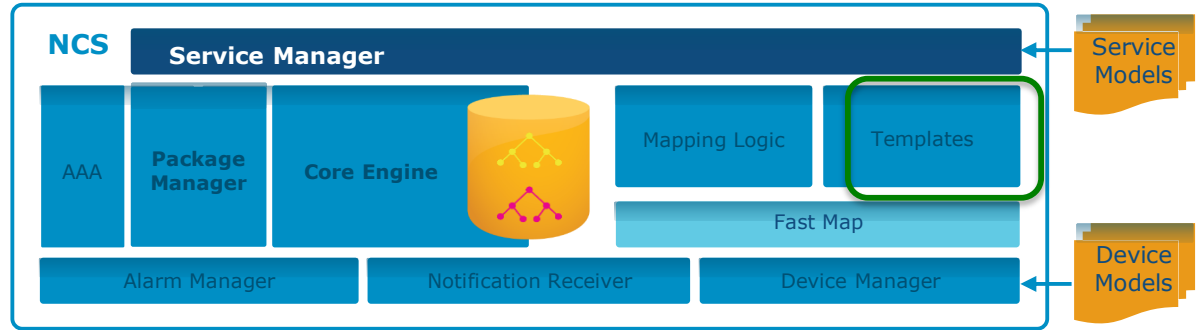 NCS
Service Manager
Service
Models
AAA
Package
Manager
Core Engine
Mapping Logic
Templates
Fast Map
Alarm Manager
Notification Receiver
Device Manager
Device
Models